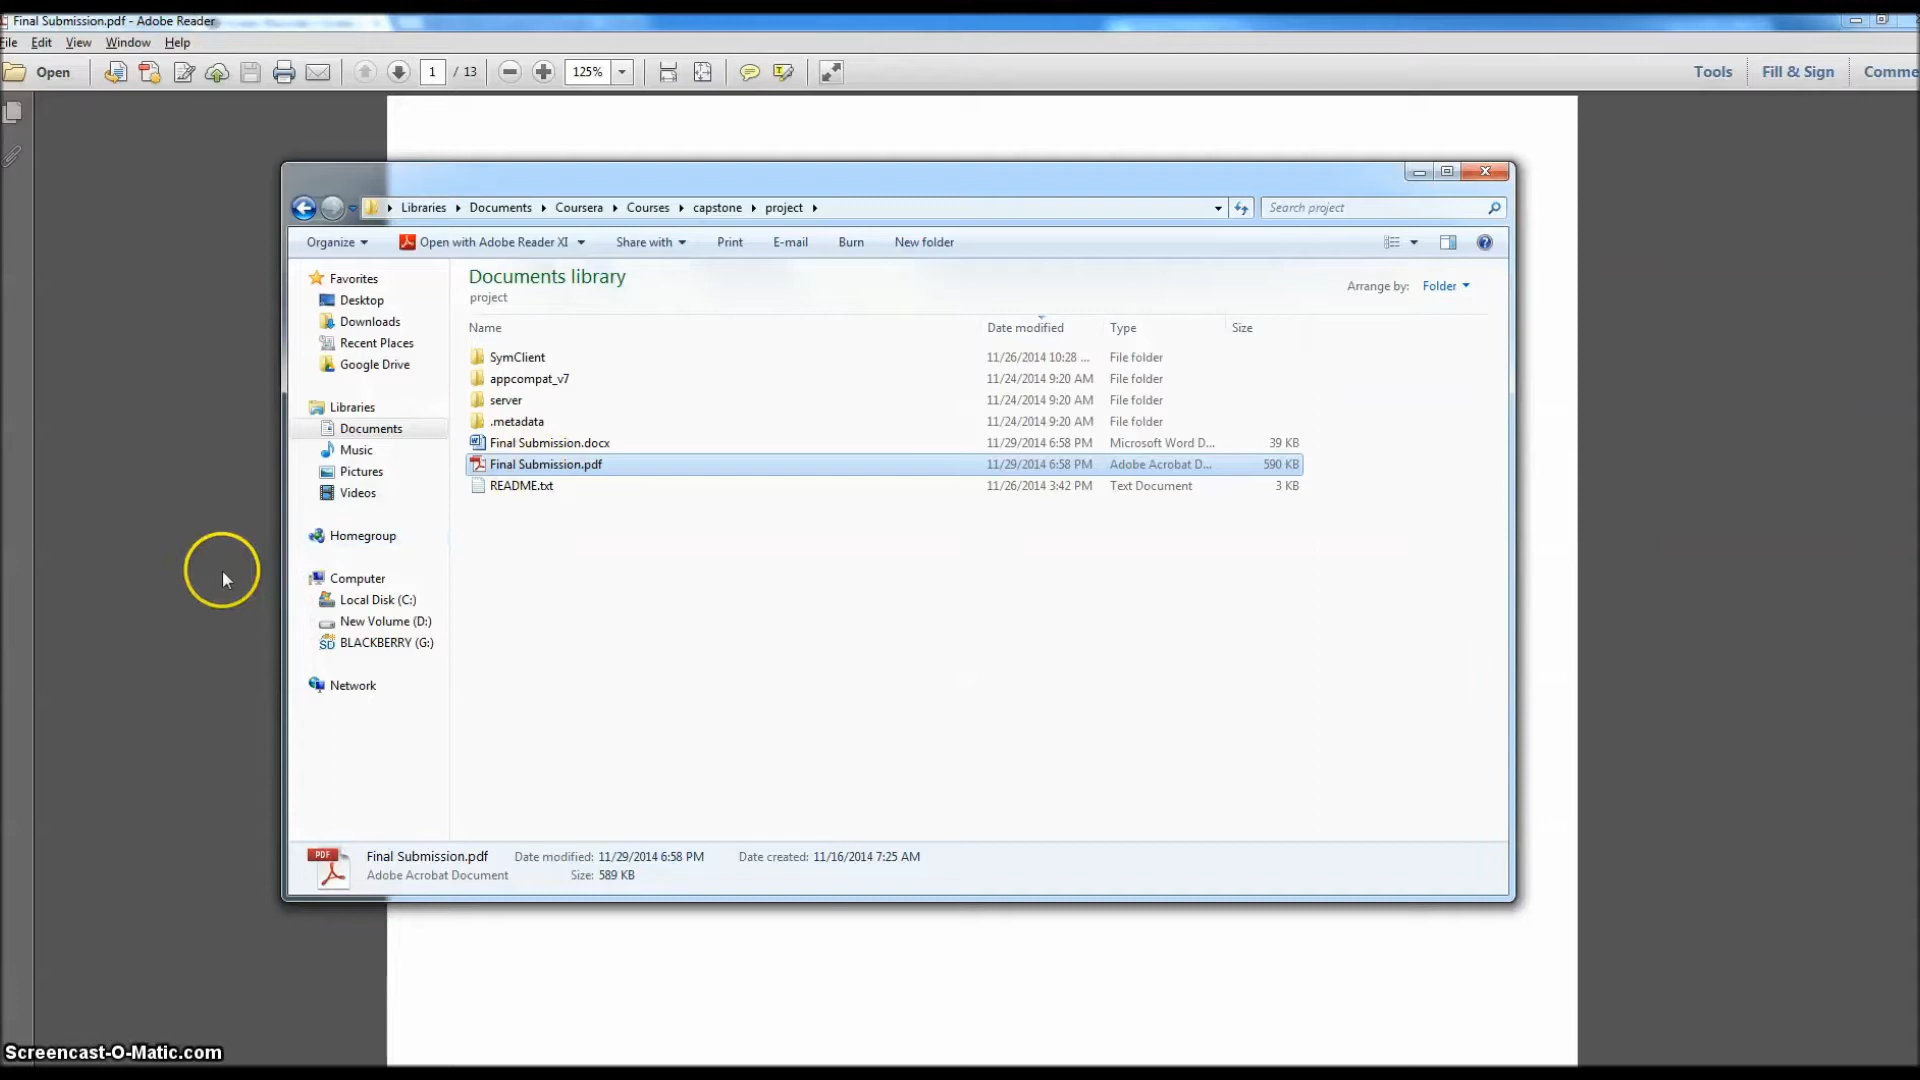 Final Submission.pdf - Adobe Reader
File Edit View Window Help
Open 1 / 13 125% Tools Fill & Sign Comme
Libraries Documents Coursera Courses capstone project Search project
Organize Open with Adobe Reader XI Share with Print E-mail Burn New folder
Favorites
Desktop
Downloads
Recent Places
Google Drive
Libraries
Documents
Music
Pictures
Videos
Homegroup
Computer
Local Disk (C:)
New Volume (D:)
SD BLACKBERRY (G:)
Network
Documents library
project
Arrange by: Folder
Name Date modified Type Size
SymClient 11/26/2014 10:28 ... File folder
appcompat_v7 11/24/2014 9:20 AM File folder
server 11/24/2014 9:20 AM File folder
.metadata 11/24/2014 9:20 AM File folder
Final Submission.docx 11/29/2014 6:58 PM Microsoft Word D... 39 KB
Final Submission.pdf 11/29/2014 6:58 PM Adobe Acrobat D... 590 KB
README.txt 11/26/2014 3:42 PM Text Document 3 KB
PDF Final Submission.pdf Date modified: 11/29/2014 6:58 PM Date created: 11/16/2014 7:25 AM
Adobe Acrobat Document Size: 589 KB
Screencast-O-Matic.com